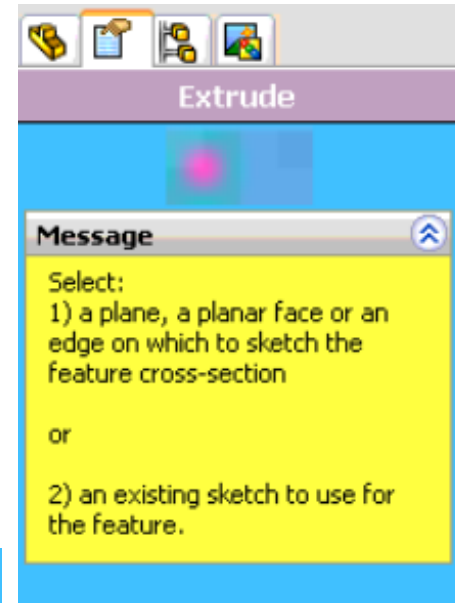 Extrude
Message
Select:
1) a plane, a planar face or an
edge on which to sketch the
feature cross-section
or
2) an existing sketch to use for
the feature.